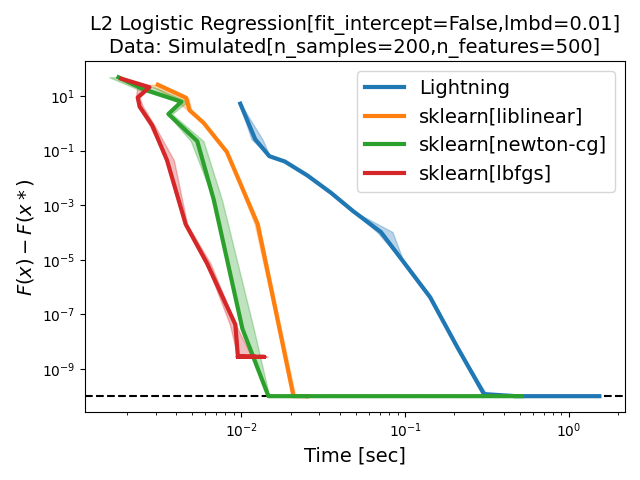 L2 Logistic Regression[fit_intercept=False,lmbd=0.01]
Data: Simulated[n_samples=200,n_features=500]
Lightning
sklearn[liblinear]
sklearn[newton-cg]
sklearn[lbfgs]
F(x) − F(x*)
10¹
10⁻¹
10⁻³
10⁻⁵
10⁻⁷
10⁻⁹
10⁻²
10⁻¹
10⁰
Time [sec]